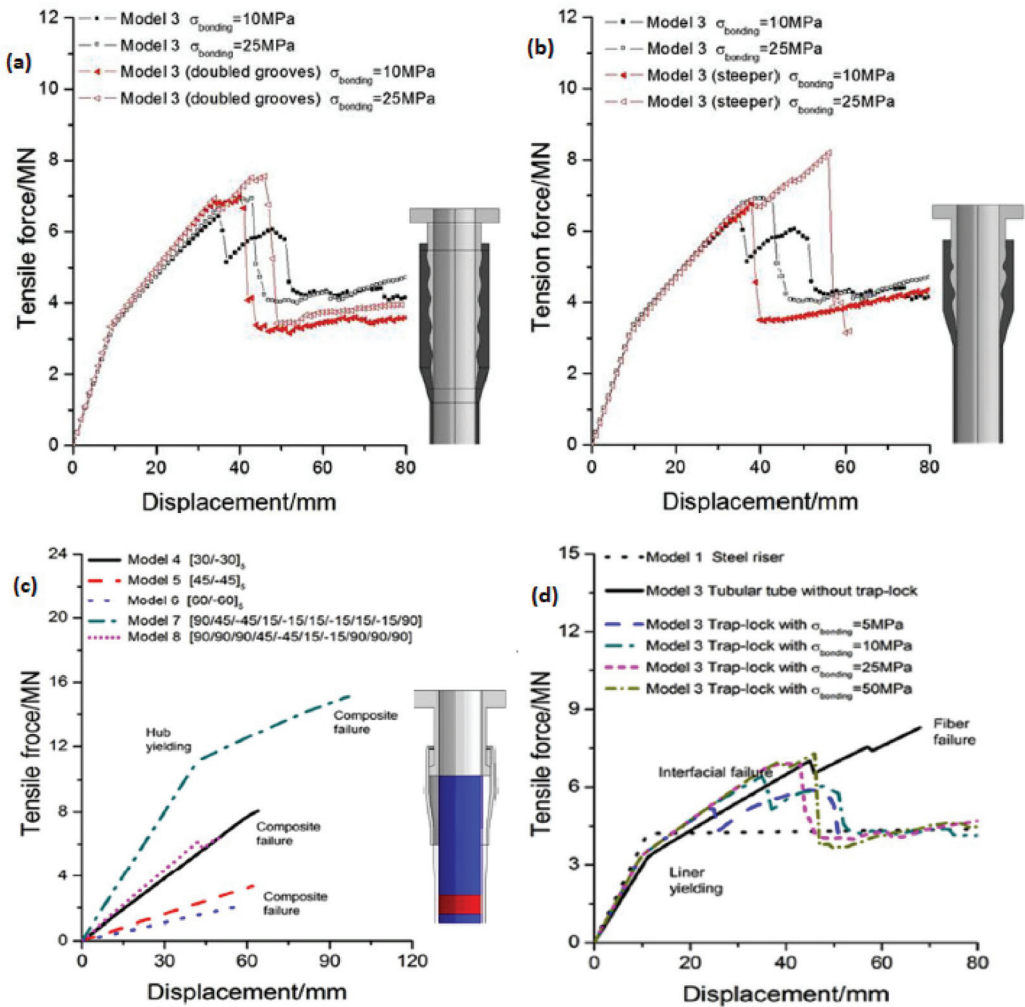 (a)
Model 3 σbonding=10MPa
Model 3 σbonding=25MPa
Model 3 (doubled grooves) σbonding=10MPa
Model 3 (doubled grooves) σbonding=25MPa
12
10
8
6
4
2
0
Tensile force/MN
0 20 40 60 80
Displacement/mm
(b)
Model 3 σbonding=10MPa
Model 3 σbonding=25MPa
Model 3 (steeper) σbonding=10MPa
Model 3 (steeper) σbonding=25MPa
12
10
8
6
4
2
0
Tension force/MN
0 20 40 60 80
Displacement/mm
(c)
Model 4 [30/-30]5
Model 5 [45/-45]5
Model 6 [60/-60]5
Model 7 [90/45/-45/15/-15/15/-15/15/-15/90]
Model 8 [90/90/90/45/-45/15/-15/90/90/90]
24
20
16
12
8
4
0
Tensile froce/MN
Hub
yielding
Composite
failure
Composite
failure
Composite
failure
0 30 60 90 120
Displacement/mm
(d)
Model 1 Steel riser
Model 3 Tubular tube without trap-lock
Model 3 Trap-lock with σbonding=5MPa
Model 3 Trap-lock with σbonding=10MPa
Model 3 Trap-lock with σbonding=25MPa
Model 3 Trap-lock with σbonding=50MPa
15
12
9
6
3
0
Tensile force/MN
Fiber
failure
Interfacial failure
Liner
yielding
0 20 40 60 80
Displacement/mm